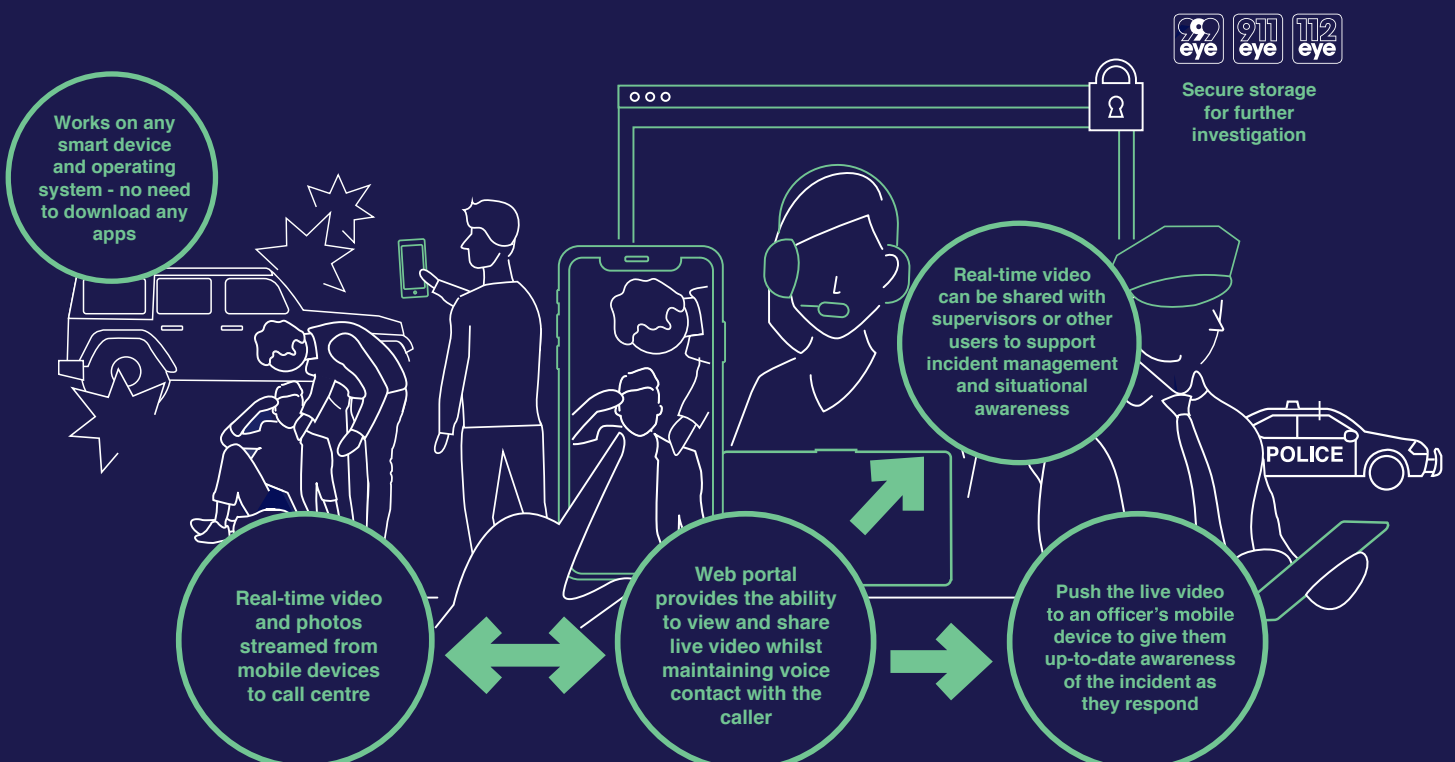 999
eye
911
eye
112
eye
Secure storage
for further
investigation
Works on any
smart device
and operating
system - no need
to download any
apps
Real-time video
can be shared with
supervisors or other
users to support
incident management
and situational
awareness
POLICE
Real-time video
and photos
streamed from
mobile devices
to call centre
Web portal
provides the ability
to view and share
live video whilst
maintaining voice
contact with the
caller
Push the live video
to an officer’s mobile
device to give them
up-to-date awareness
of the incident as
they respond